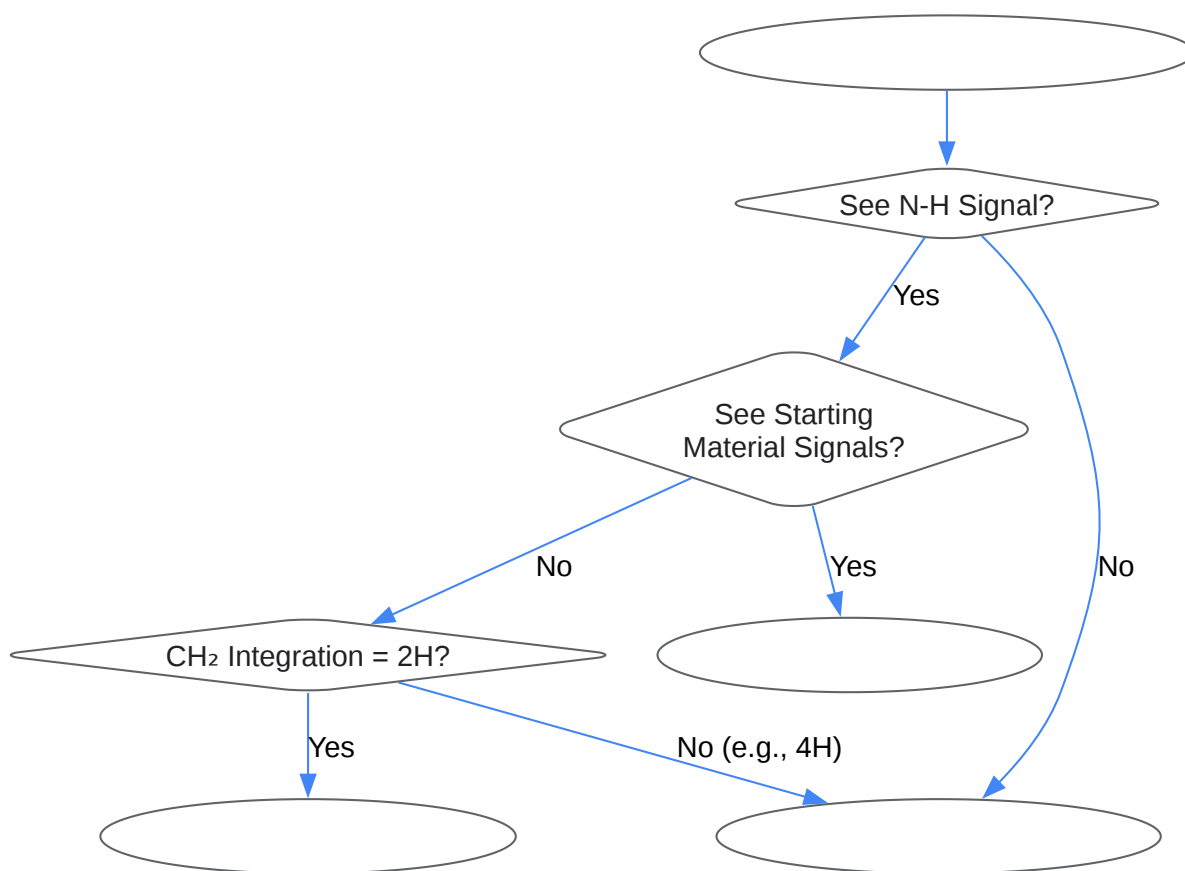 See N-H Signal?
Yes
See Starting
Material Signals?
No
Yes
No
CH₂ Integration = 2H?
Yes
No (e.g., 4H)